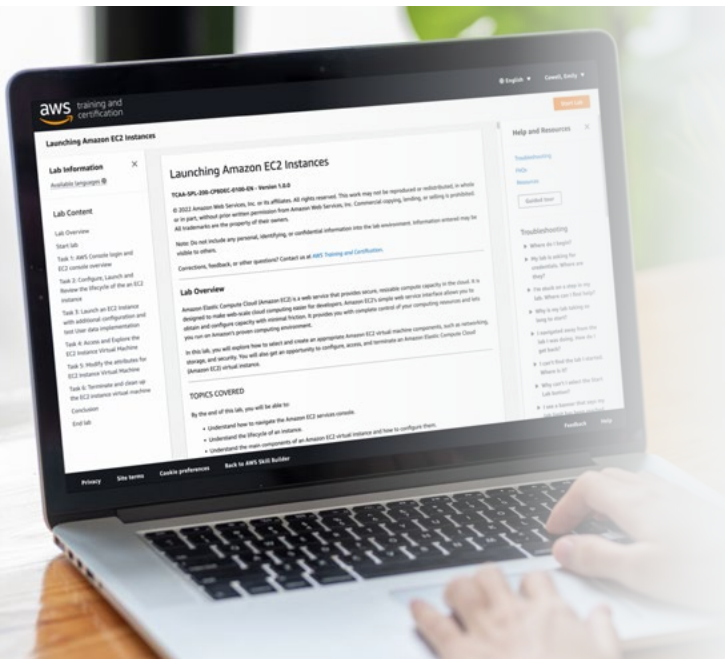 English
Cowell, Emily
aws training and
certification
Launching Amazon EC2 Instances
Start Lab
Lab Information
Available languages
Lab Content
Lab Overview
Start lab
Task 1: AWS Console login and
EC2 console overview
Task 2: Configure, Launch and
Review the lifecycle of the an EC2
instance
Task 3: Launch an EC2 Instance
with additional configuration and
test User data implementation
Task 4: Access and Explore the
EC2 Instance Virtual Machine
Task 5: Modify the attributes for
EC2 Instance Virtual Machine
Task 6: Terminate and clean up
the EC2 instance virtual machine
Conclusion
End lab
Launching Amazon EC2 Instances
TCAA-SPL-200-CPBDEC-E100-EN - Version 1.0.0
© 2022 Amazon Web Services, Inc. or its affiliates. All rights reserved. This work may not be reproduced or redistributed, in whole
or in part, without prior written permission from Amazon Web Services, Inc. Commercial copying, lending, or selling is prohibited.
All trademarks are the property of their owners.
Note: Do not include any personal, identifying, or confidential information into the lab environment. Information entered may be
visible to others.
Corrections, feedback, or other questions? Contact us at AWS Training and Certification.
Lab Overview
Amazon Elastic Compute Cloud (Amazon EC2) is a web service that provides secure, resizable compute capacity in the cloud. It is
designed to make web-scale cloud computing easier for developers. Amazon EC2's simple web service interface allows you to
obtain and configure capacity with minimal friction. It provides you with complete control of your computing resources and lets
you run on Amazon's proven computing environment.
In this lab, you will explore how to select and create an appropriate Amazon EC2 virtual machine components, such as networking,
storage, and security. You will also get an opportunity to configure, access, and terminate an Amazon Elastic Compute Cloud
(Amazon EC2) virtual instance.
TOPICS COVERED
By the end of this lab, you will be able to:
• Understand how to navigate the Amazon EC2 services console.
• Understand the lifecycle of an instance.
• Understand the main components of an Amazon EC2 virtual instance and how to configure them.
Help and Resources
Troubleshooting
FAQs
Resources
Guided tour
Troubleshooting
Where do I begin?
My lab is asking for
credentials. Where are
they?
I'm stuck on a step in my
lab. Where can I find help?
Why is my lab taking so
long to start?
I navigated away from the
lab I was doing, how do I
get back?
I can't find the lab I started.
Where is it?
Why can't I select the Start
Lab button?
I see a banner that says my
Privacy
Site terms
Cookie preferences
Back to AWS Skill Builder
Feedback
Help